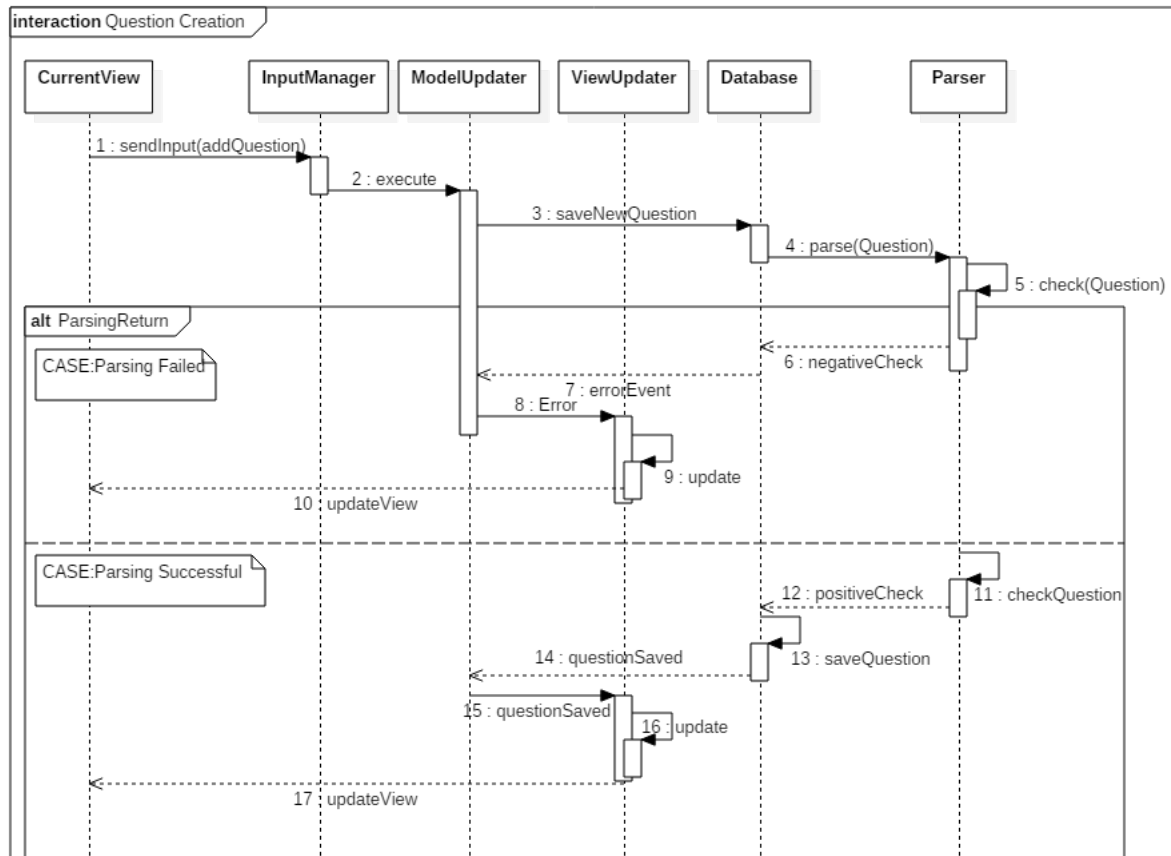 interaction Question Creation
CurrentView
InputManager
ModelUpdater
ViewUpdater
Database
Parser
1 : sendInput(addQuestion)
2 : execute
3 : saveNewQuestion
4 : parse(Question)
5 : check(Question)
alt ParsingReturn
CASE:Parsing Failed
6 : negativeCheck
7 : errorEvent
8 : Error
9 : update
10 : updateView
CASE:Parsing Successful
11 : checkQuestion
12 : positiveCheck
13 : saveQuestion
14 : questionSaved
15 : questionSaved
16 : update
17 : updateView